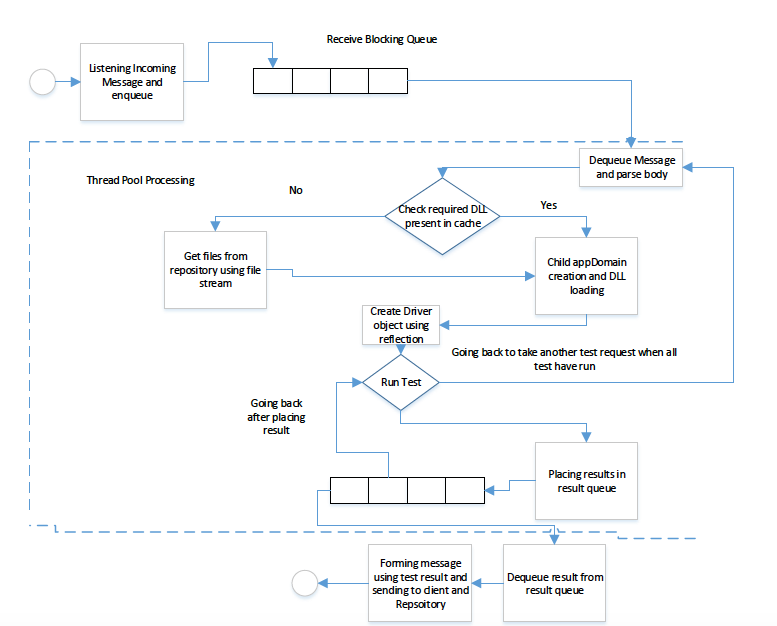 Receive Blocking Queue
Listening Incoming
Message and
enqueue
Dequeue Message
and parse body
Thread Pool Processing
No
Check required DLL
present in cache
Yes
Get files from
repository using file
stream
Child appDomain
creation and DLL
loading
Create Driver
object using
reflection
Going back to take another test request when all
test have run
Run Test
Going back
after placing
result
Placing results in
result queue
Forming message
using test result and
sending to client and
Repsoitory
Dequeue result from
result queue